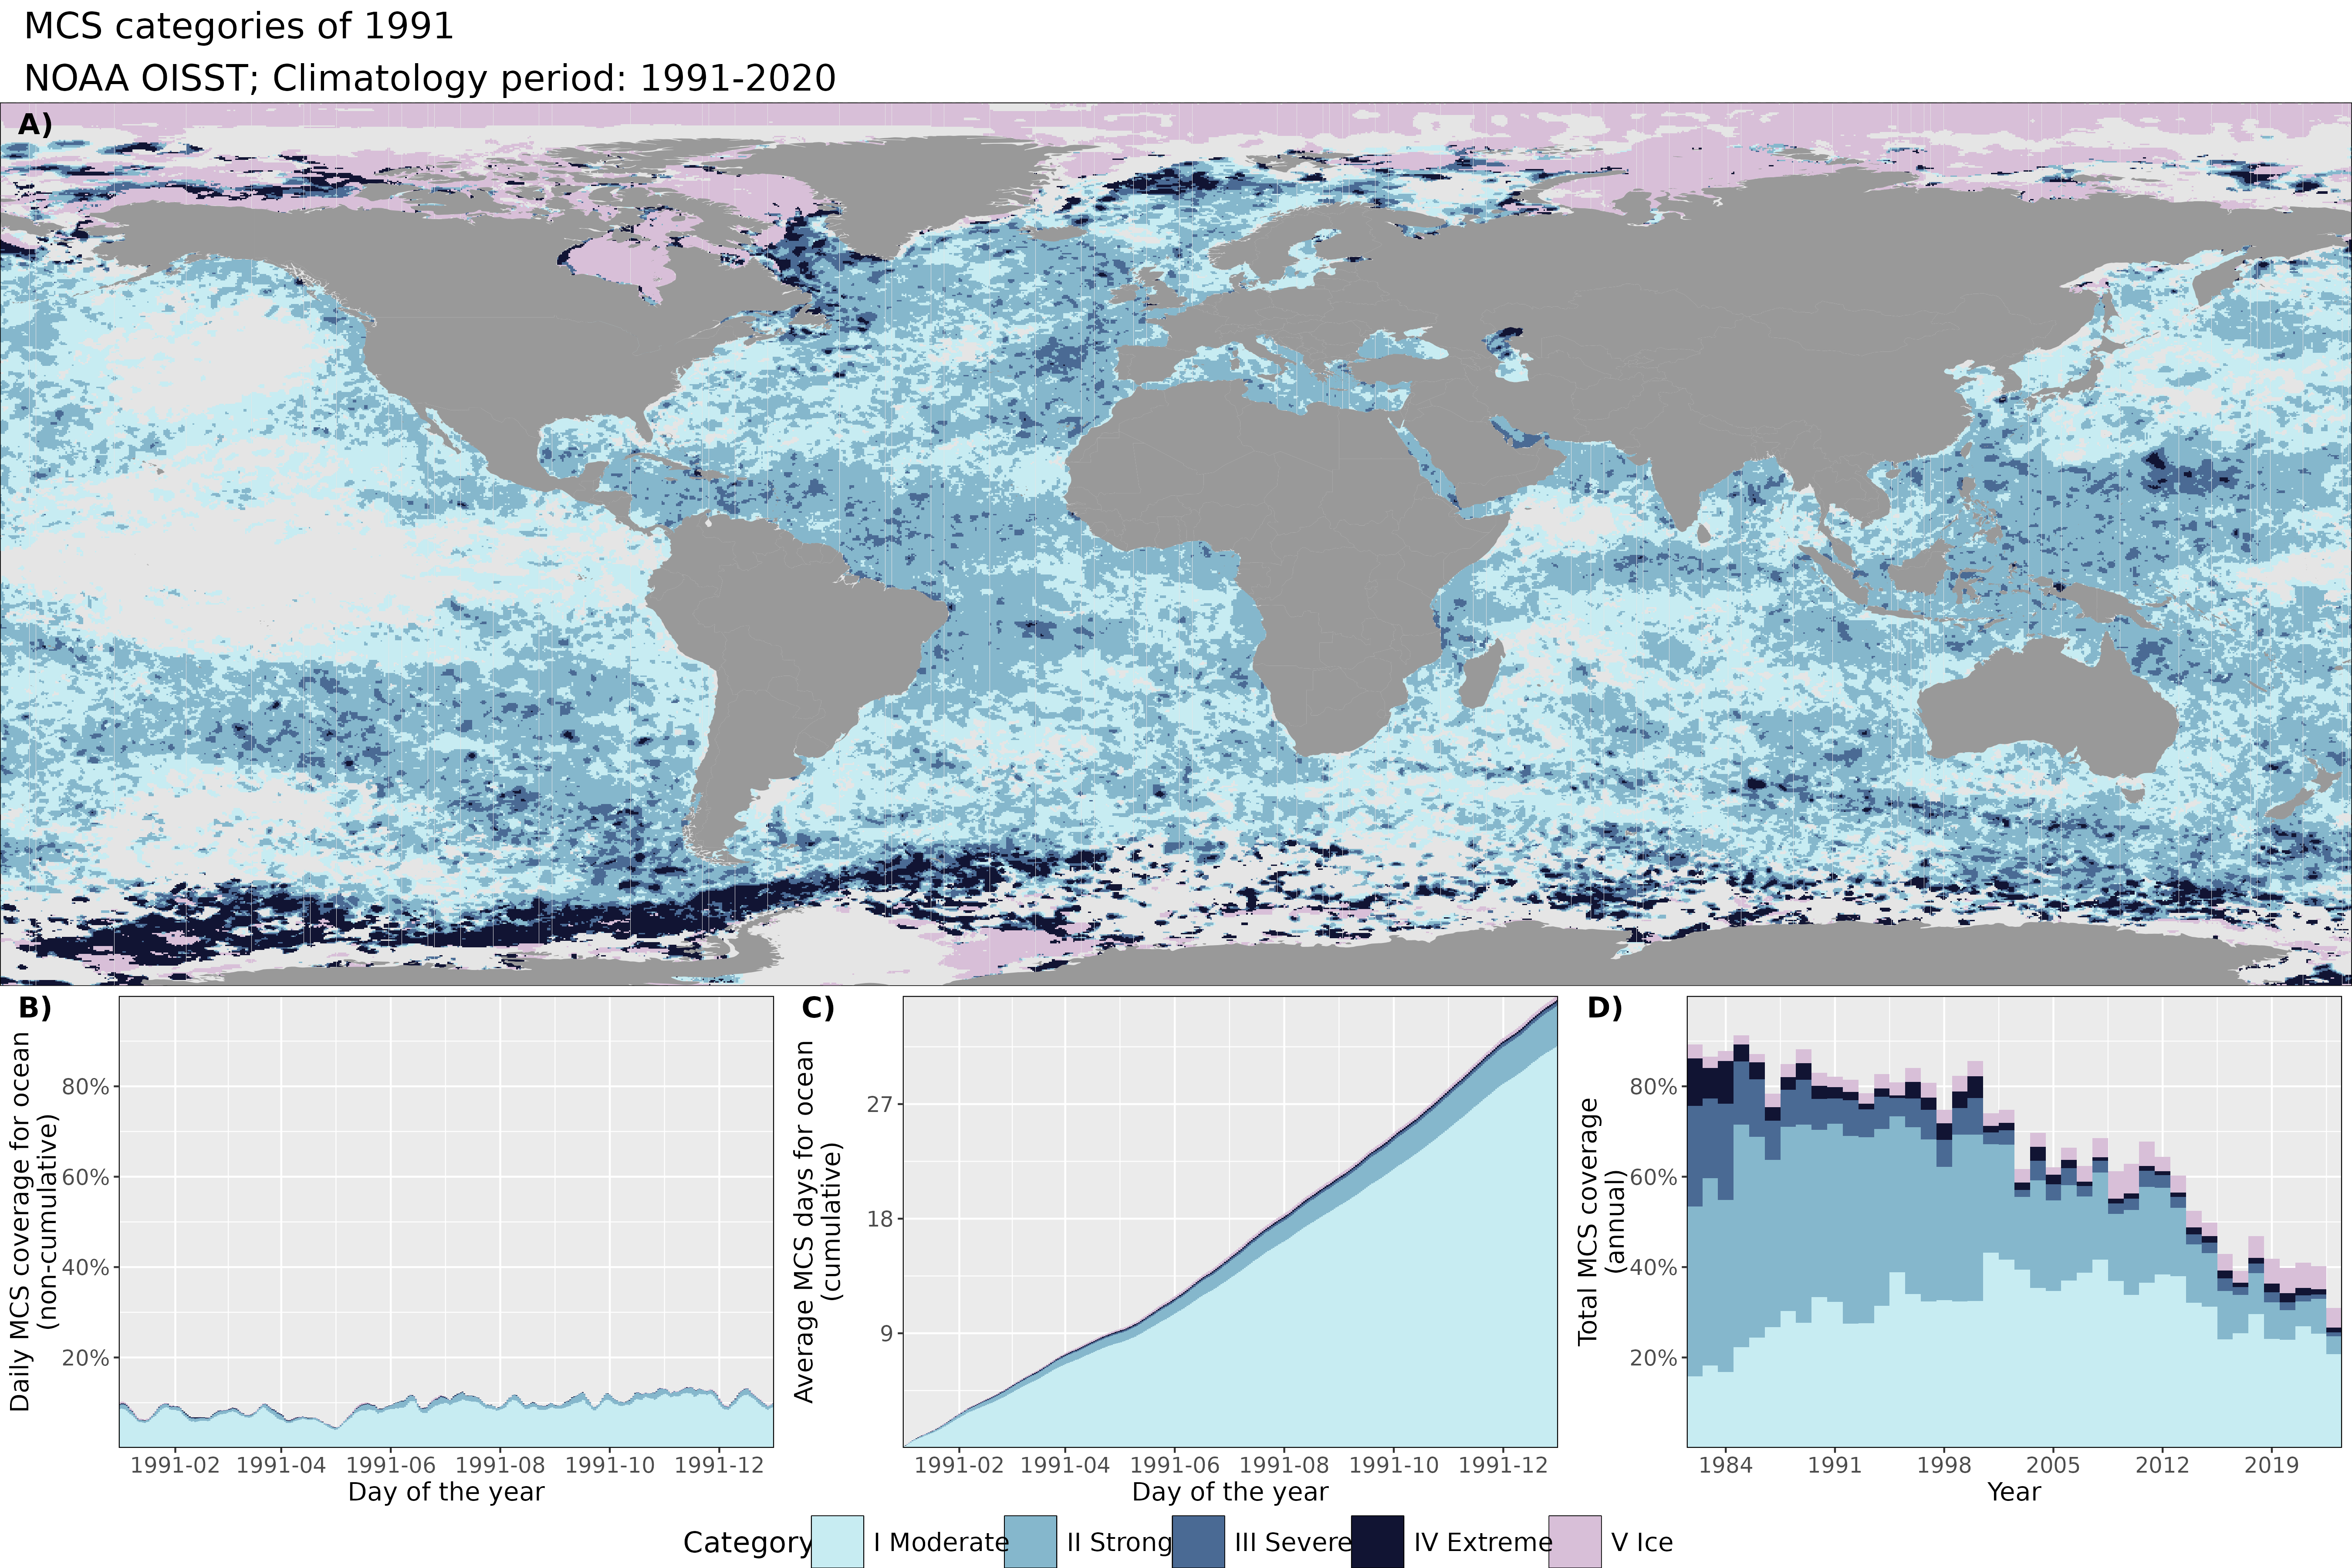 MCS categories of 1991
NOAA OISST; Climatology period: 1991-2020
A)
B)
Daily MCS coverage for ocean
(non-cumulative)
80%
60%
40%
20%
1991-02 1991-04 1991-06 1991-08 1991-10 1991-12
Day of the year
C)
Average MCS days for ocean
(cumulative)
27
18
9
1991-02 1991-04 1991-06 1991-08 1991-10 1991-12
Day of the year
D)
Total MCS coverage
(annual)
80%
60%
40%
20%
1984 1991 1998 2005 2012 2019
Year
Category I Moderate II Strong III Severe IV Extreme V Ice